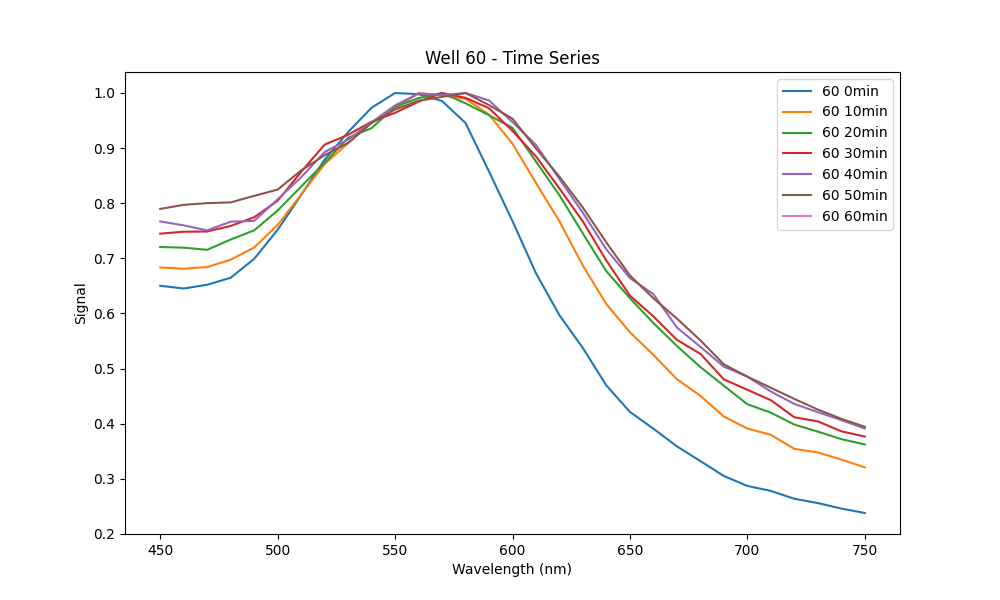 Well 60 - Time Series
Signal
1.0
0.9
0.8
0.7
0.6
0.5
0.4
0.3
0.2
60 0min
60 10min
60 20min
60 30min
60 40min
60 50min
60 60min
450 500 550 600 650 700 750
Wavelength (nm)